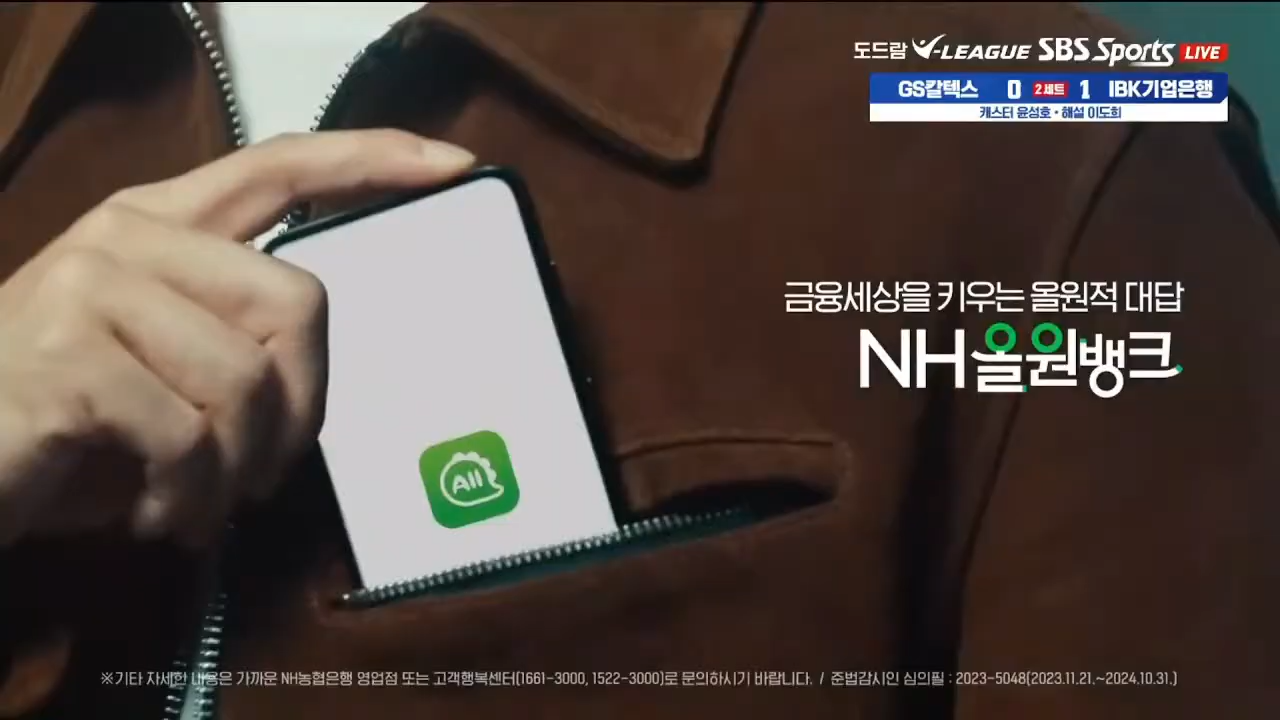 도드람 V-LEAGUE SBS Sports LIVE
GS칼텍스 0 2세트 1 IBK기업은행
캐스터 윤성호 · 해설 이도희
금융세상을 키우는 올원적 대답
NH올원뱅크
All
※기타 자세한 내용은 가까운 NH농협은행 영업점 또는 고객행복센터(1661-3000, 1522-3000)로 문의하시기 바랍니다. / 준법감시인 심의필 : 2023-5048(2023.11.21.~2024.10.31.)